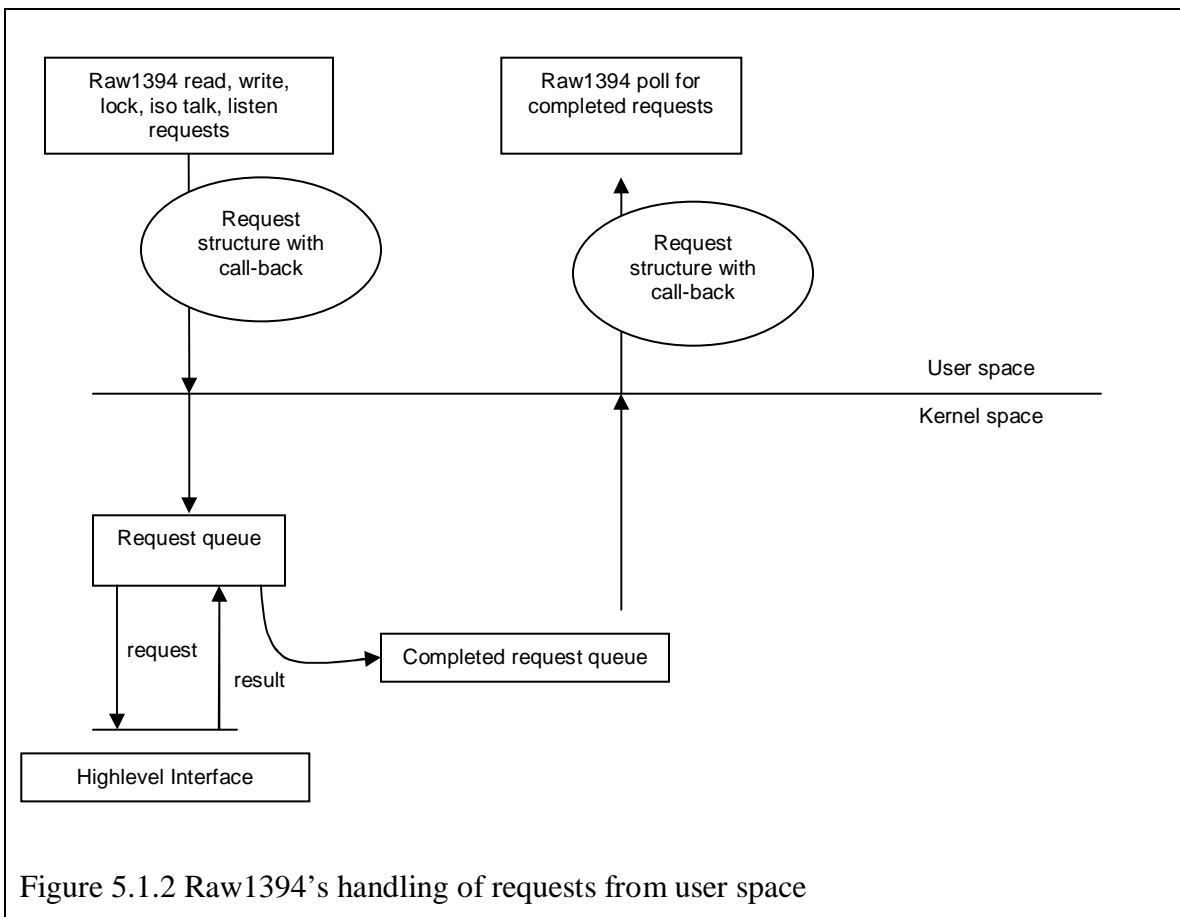 Raw1394 read, write,
lock, iso talk, listen
requests
Raw1394 poll for
completed requests
Request
structure with
call-back
Request
structure with
call-back
User space
Kernel space
Request queue
request
result
Completed request queue
Highlevel Interface
Figure 5.1.2 Raw1394’s handling of requests from user space